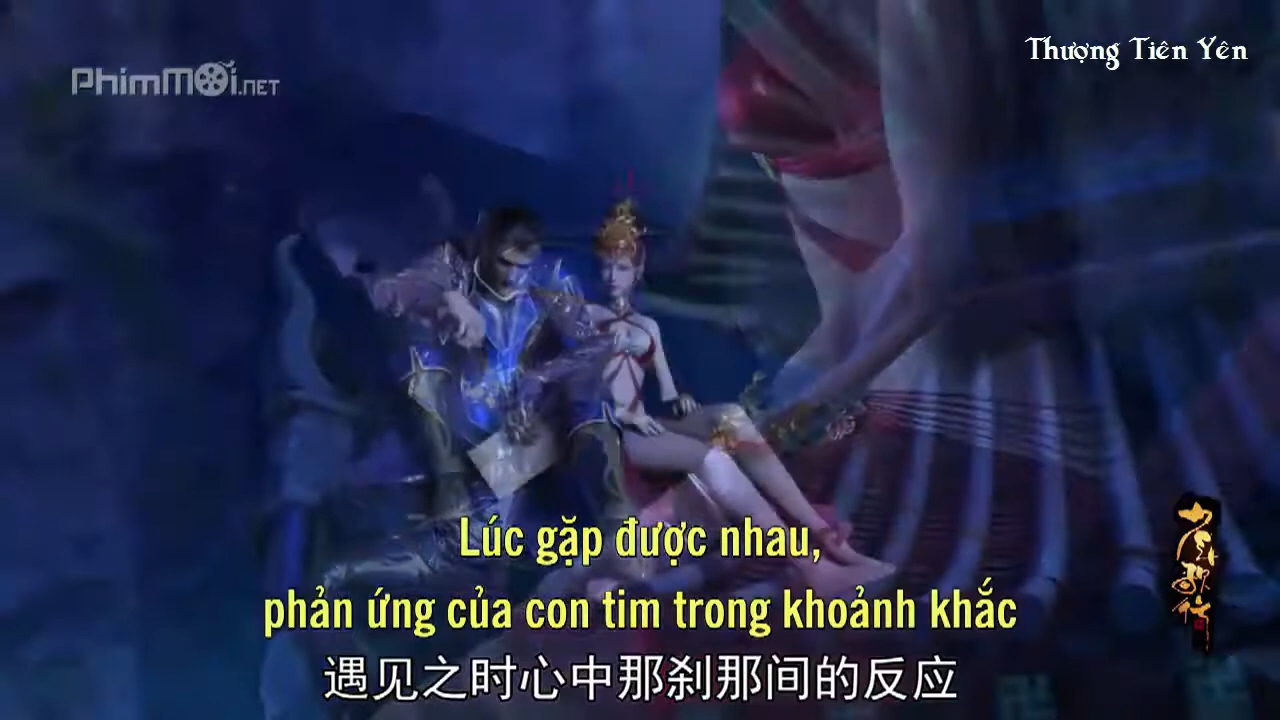 PhimMới.NET
Thượng Tiên Yên
Lúc gặp được nhau,
phản ứng của con tim trong khoảnh khắc
遇见之时心中那刹那间的反应